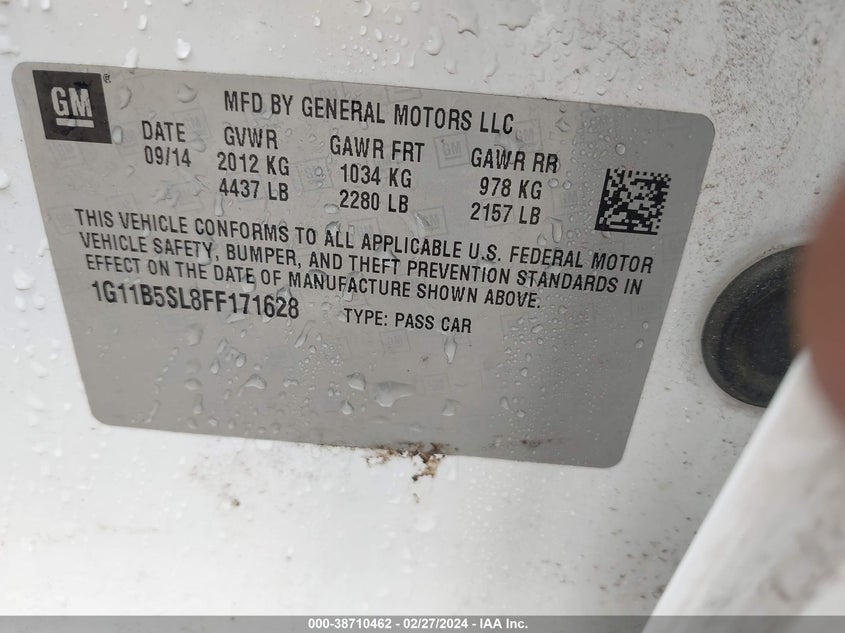 GM
MFD BY GENERAL MOTORS LLC
DATE GVWR GAWR FRT GAWR RR
09/14 2012 KG 1034 KG 978 KG
4437 LB 2280 LB 2157 LB
THIS VEHICLE CONFORMS TO ALL APPLICABLE U.S. FEDERAL MOTOR
VEHICLE SAFETY, BUMPER, AND THEFT PREVENTION STANDARDS IN
EFFECT ON THE DATE OF MANUFACTURE SHOWN ABOVE.
1G11B5SL8FF171628 TYPE: PASS CAR
000-38710462 - 02/27/2024 - IAA Inc.